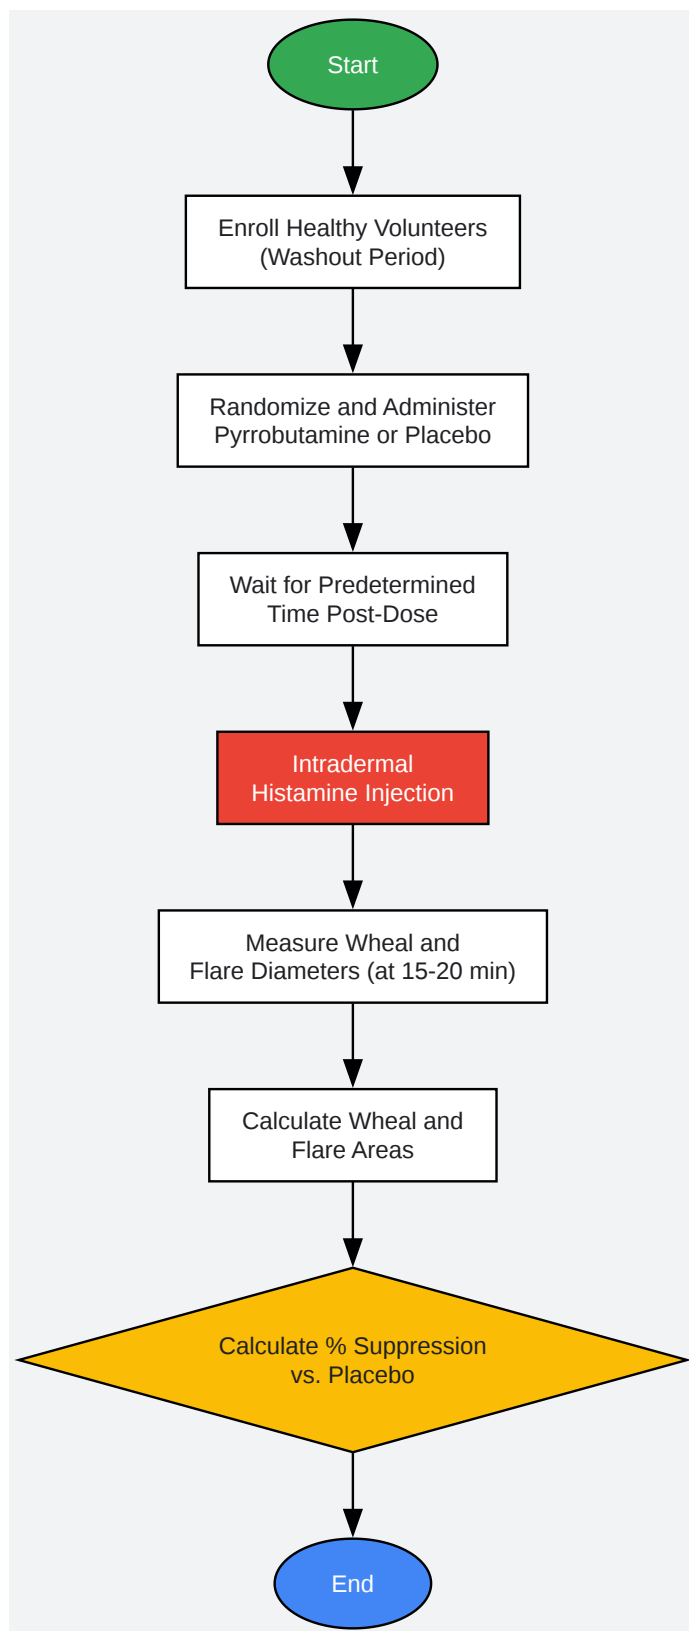 Start
Enroll Healthy Volunteers
(Washout Period)
Randomize and Administer
Pyrrobutamine or Placebo
Wait for Predetermined
Time Post-Dose
Intradermal
Histamine Injection
Measure Wheal and
Flare Diameters (at 15-20 min)
Calculate Wheal and
Flare Areas
Calculate % Suppression
vs. Placebo
End